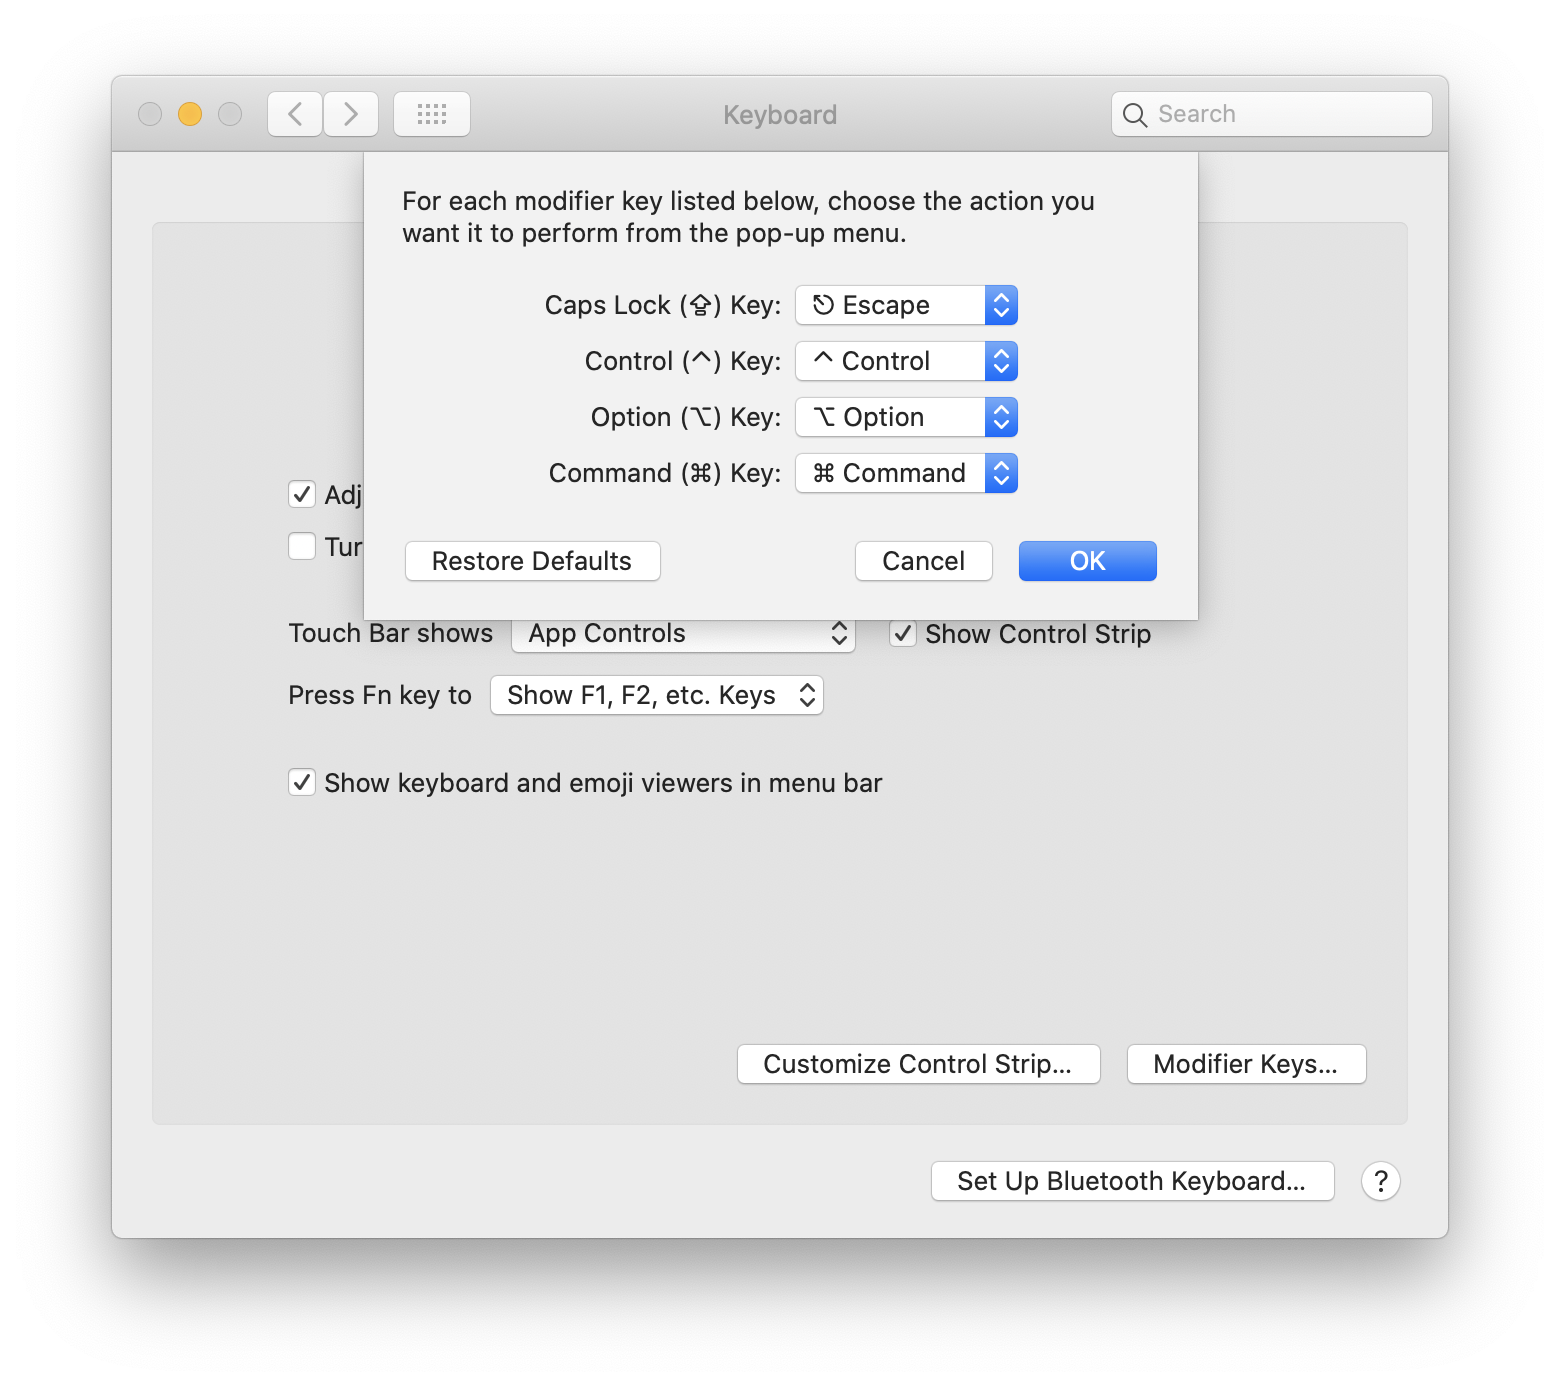 Keyboard
Search
For each modifier key listed below, choose the action you
want it to perform from the pop-up menu.
Caps Lock (⇪) Key: ⎋ Escape
Control (^) Key: ^ Control
Option (⌥) Key: ⌥ Option
Command (⌘) Key: ⌘ Command
Adj
Tur
Restore Defaults Cancel OK
Touch Bar shows App Controls Show Control Strip
Press Fn key to Show F1, F2, etc. Keys
Show keyboard and emoji viewers in menu bar
Customize Control Strip... Modifier Keys...
Set Up Bluetooth Keyboard... ?